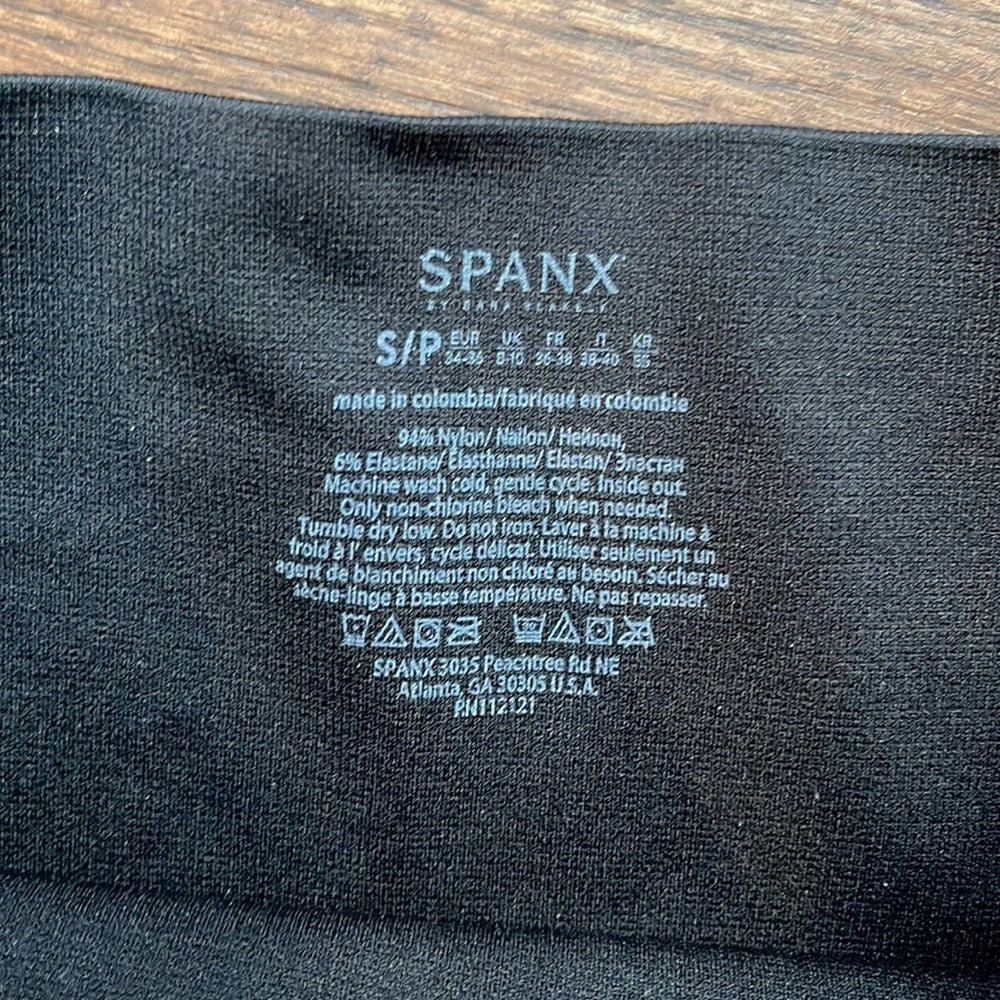 SPANX
BY SARA BLAKELY
S/P EUR UK FR IT KR
34-36 8-10 36-38 38-40 55
made in colombia/fabriqué en colombie
94% Nylon/ Nailon/ Нейлон,
6% Elastane/ Élasthanne/ Elastan/ Эластан
Machine wash cold, gentle cycle. Inside out.
Only non-chlorine bleach when needed.
Tumble dry low. Do not iron. Laver à la machine à
froid à l' envers, cycle délicat. Utiliser seulement un
agent de blanchiment non chloré au besoin. Sécher au
sèche-linge à basse température. Ne pas repasser.
SPANX 3035 Peachtree Rd NE
Atlanta, GA 30305 U.S.A.
RN112121